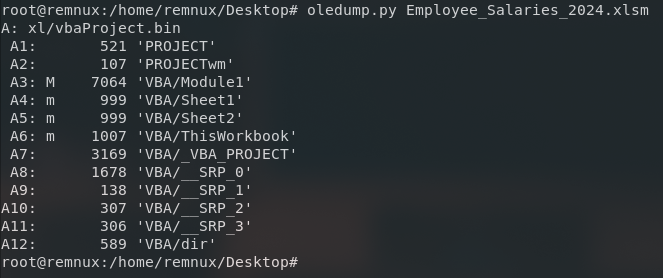 root@remnux:/home/remnux/Desktop# oledump.py Employee_Salaries_2024.xlsm
A: xl/vbaProject.bin
 A1:       521 'PROJECT'
 A2:       107 'PROJECTwm'
 A3: M    7064 'VBA/Module1'
 A4: m     999 'VBA/Sheet1'
 A5: m     999 'VBA/Sheet2'
 A6: m    1007 'VBA/ThisWorkbook'
 A7:      3169 'VBA/_VBA_PROJECT'
 A8:      1678 'VBA/__SRP_0'
 A9:       138 'VBA/__SRP_1'
A10:       307 'VBA/__SRP_2'
A11:       306 'VBA/__SRP_3'
A12:       589 'VBA/dir'
root@remnux:/home/remnux/Desktop#